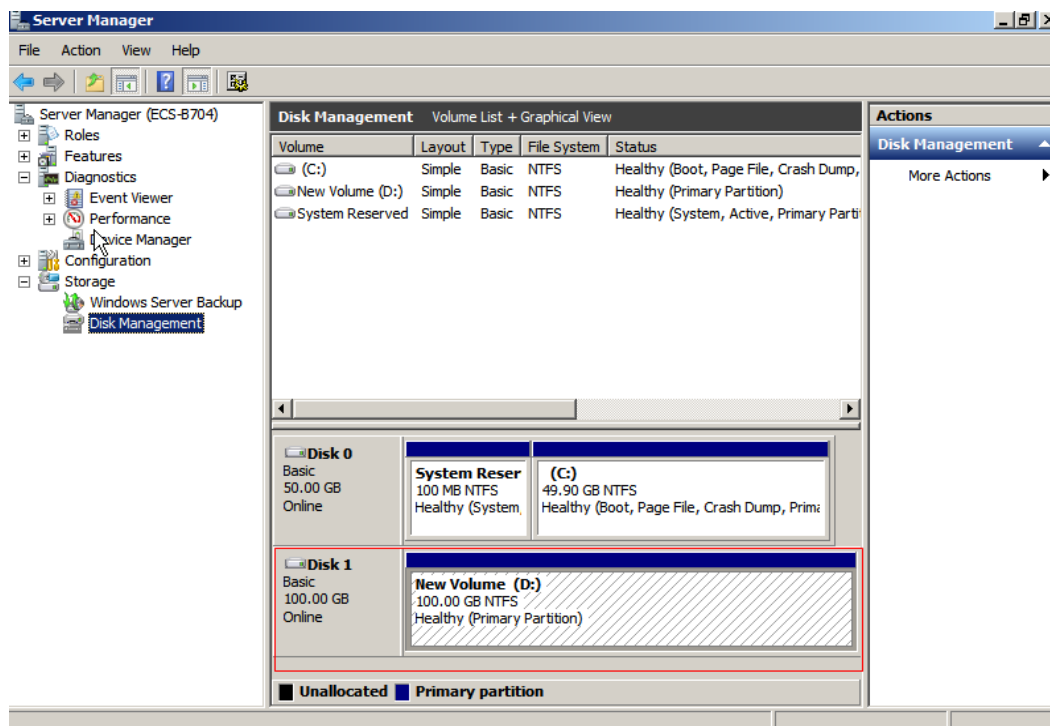 Server Manager
File Action View Help
Server Manager (ECS-B704)
Roles
Features
Diagnostics
Event Viewer
Performance
Device Manager
Configuration
Storage
Windows Server Backup
Disk Management
Disk Management Volume List + Graphical View
Volume Layout Type File System Status
(C:) Simple Basic NTFS Healthy (Boot, Page File, Crash Dump,
New Volume (D:) Simple Basic NTFS Healthy (Primary Partition)
System Reserved Simple Basic NTFS Healthy (System, Active, Primary Parti
Disk 0
Basic
50.00 GB
Online
System Reser
100 MB NTFS
Healthy (System,
(C:)
49.90 GB NTFS
Healthy (Boot, Page File, Crash Dump, Prima
Disk 1
Basic
100.00 GB
Online
New Volume (D:)
100.00 GB NTFS
Healthy (Primary Partition)
Unallocated Primary partition
Actions
Disk Management
More Actions